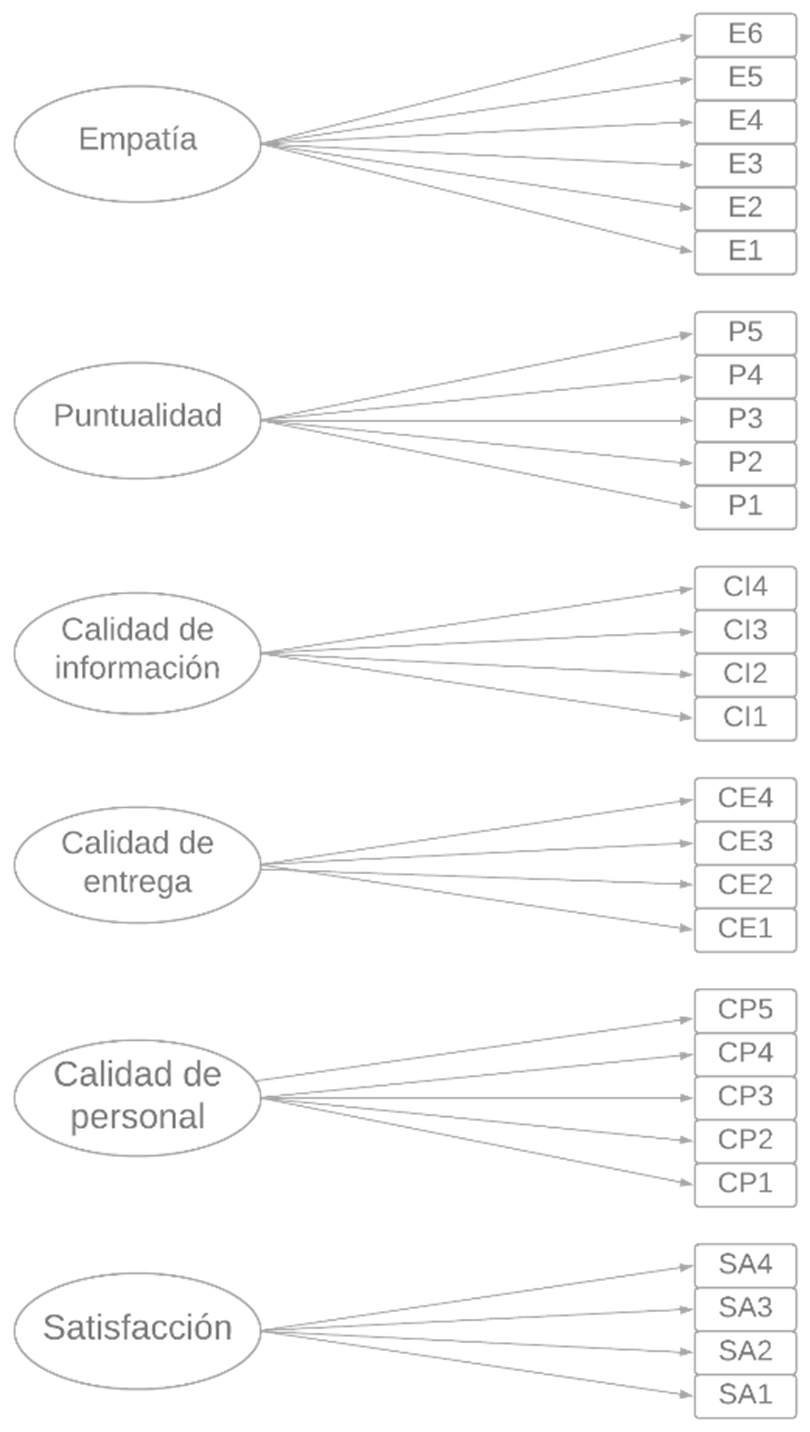 Empatía
E6
E5
E4
E3
E2
E1
Puntualidad
P5
P4
P3
P2
P1
Calidad de
información
CI4
CI3
CI2
CI1
Calidad de
entrega
CE4
CE3
CE2
CE1
Calidad de
personal
CP5
CP4
CP3
CP2
CP1
Satisfacción
SA4
SA3
SA2
SA1